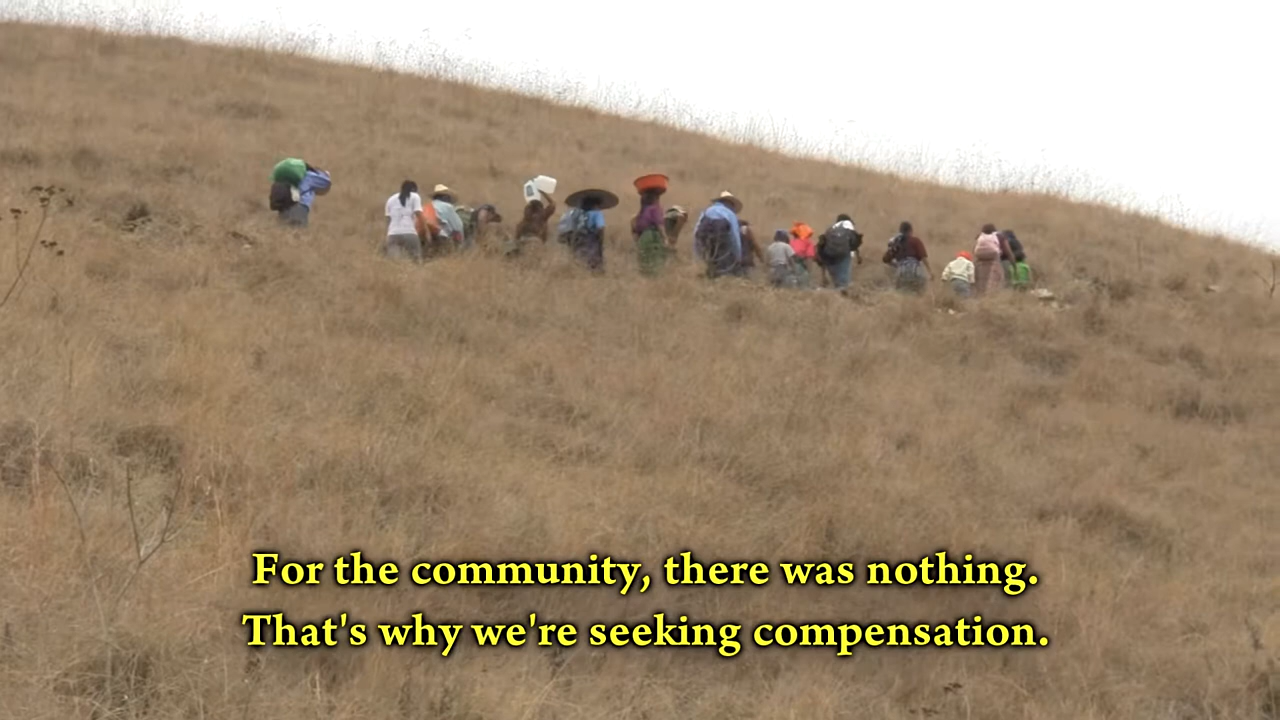 For the community, there was nothing.
That's why we're seeking compensation.